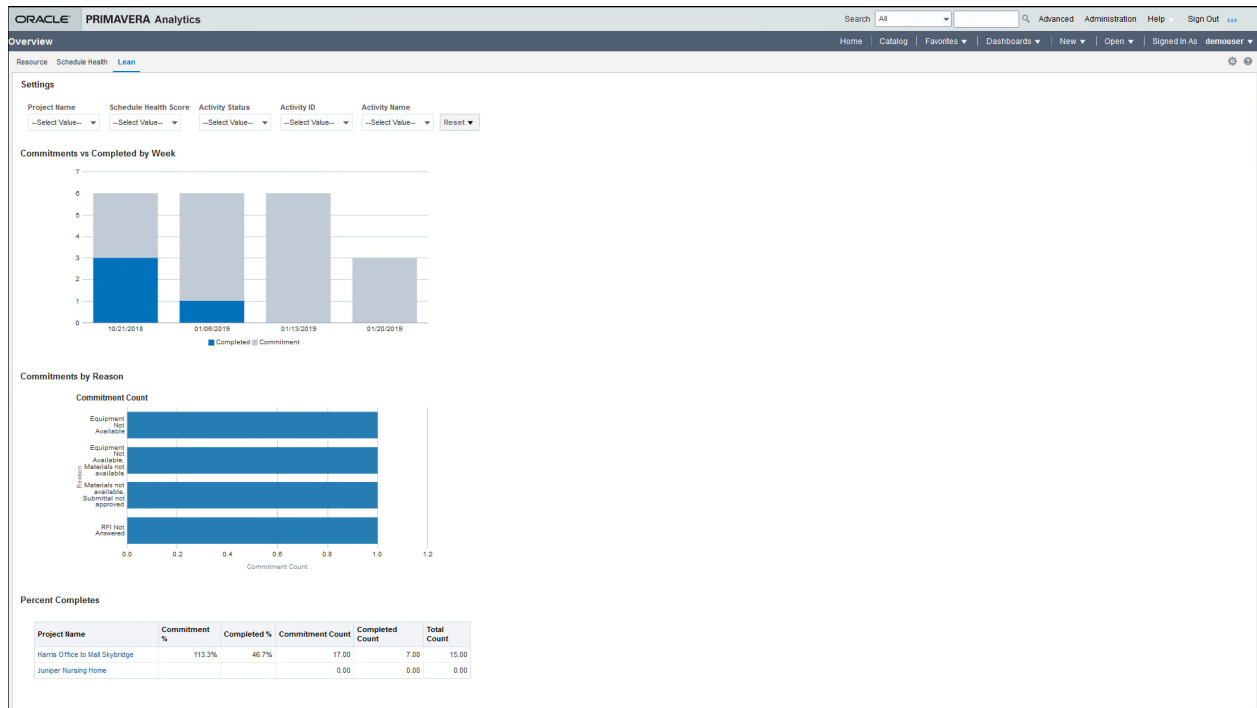 ORACLE PRIMAVERA Analytics
Search All Advanced Administration Help Sign Out
Overview
Home Catalog Favorites Dashboards New Open Signed In As demouser
Resource Schedule Health Lean
Settings
Project Name Schedule Health Score Activity Status Activity ID Activity Name
--Select Value-- --Select Value-- --Select Value-- --Select Value-- --Select Value-- Reset
Commitments vs Completed by Week
7
6
5
4
3
2
1
0
10/21/2018 01/06/2019 01/13/2019 01/20/2019
Completed Commitment
Commitments by Reason
Commitment Count
Reason
Equipment
Not
Available
Equipment
Not
Available,
Materials not
available
Materials not
available,
Submittal not
approved
RFI Not
Answered
0.0 0.2 0.4 0.6 0.8 1.0 1.2
Commitment Count
Percent Completes
Project Name Commitment % Completed % Commitment Count Completed Count Total Count
Harris Office to Mall Skybridge 113.3% 46.7% 17.00 7.00 15.00
Juniper Nursing Home 0.00 0.00 0.00